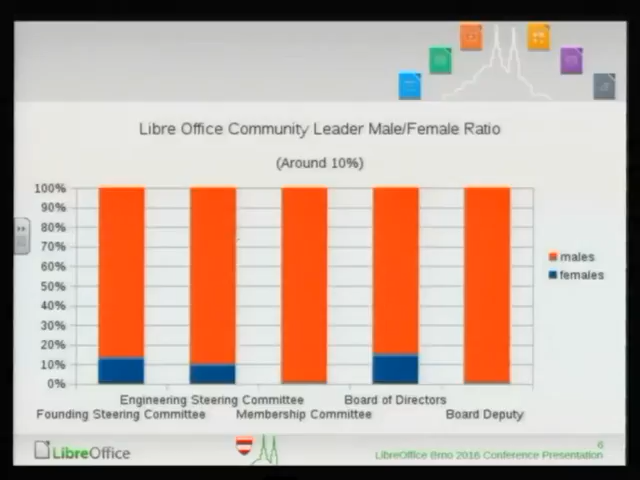 Libre Office Community Leader Male/Female Ratio
(Around 10%)
100%
90%
80%
70%
60%
50%
40%
30%
20%
10%
0%
males
females
Engineering Steering Committee
Board of Directors
Founding Steering Committee
Membership Committee
Board Deputy
LibreOffice
6
LibreOffice Brno 2016 Conference Presentation